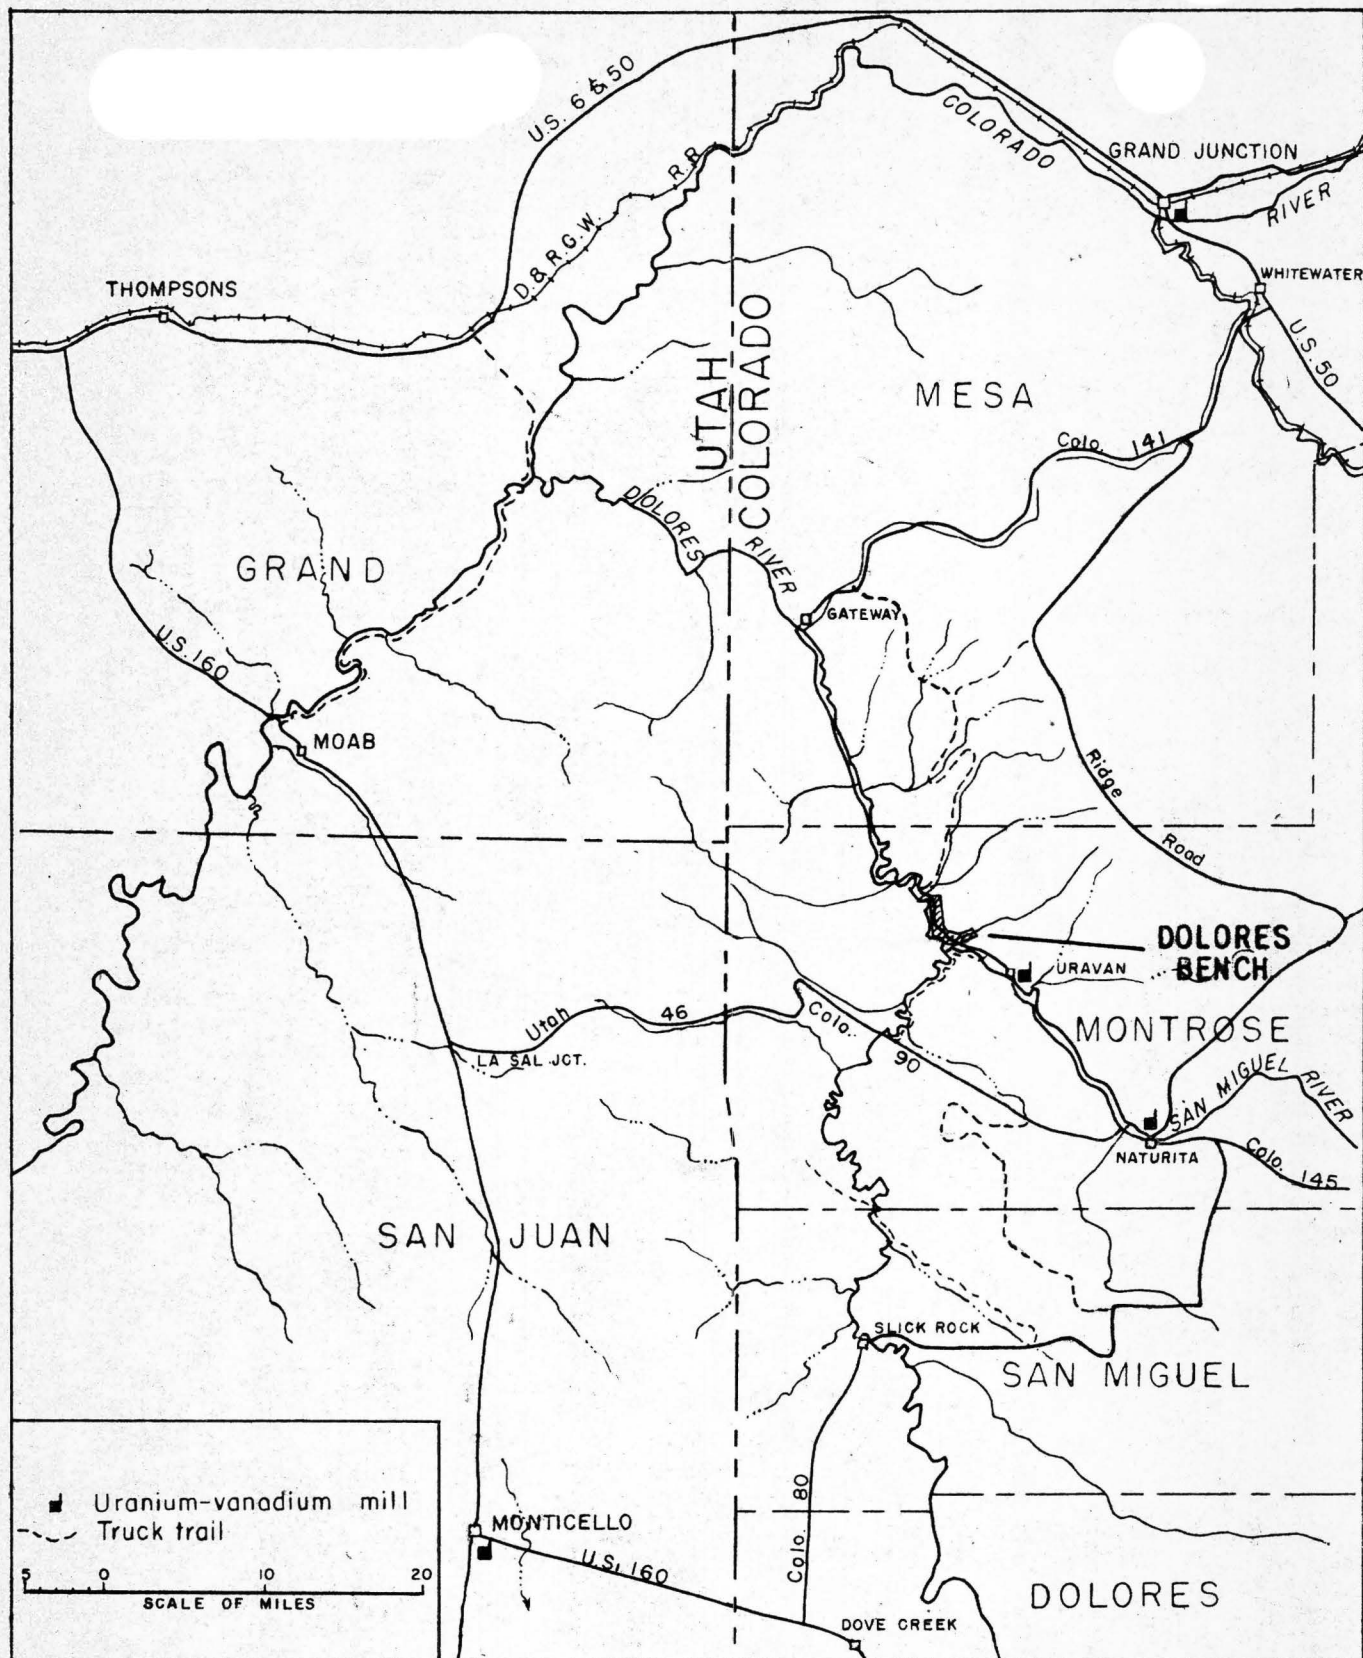 U.S. 6 & 50
COLORADO
GRAND JUNCTION
RIVER
D. & R. G. W. R. R.
WHITEWATER
THOMPSONS
U.S. 50
UTAH
COLORADO
MESA
Colo. 141
DOLORES RIVER
GRAND
GATEWAY
U.S. 160
MOAB
Ridge Road
DOLORES
BENCH
URAVAN
Utah 46
Colo. 90
MONTROSE
LA SAL JCT.
SAN MIGUEL RIVER
NATURITA
Colo. 145
SAN JUAN
SLICK ROCK
SAN MIGUEL
Colo. 80
Uranium-vanadium mill
Truck trail
MONTICELLO
U.S. 160
5 0 10 20
SCALE OF MILES
DOLORES
DOVE CREEK